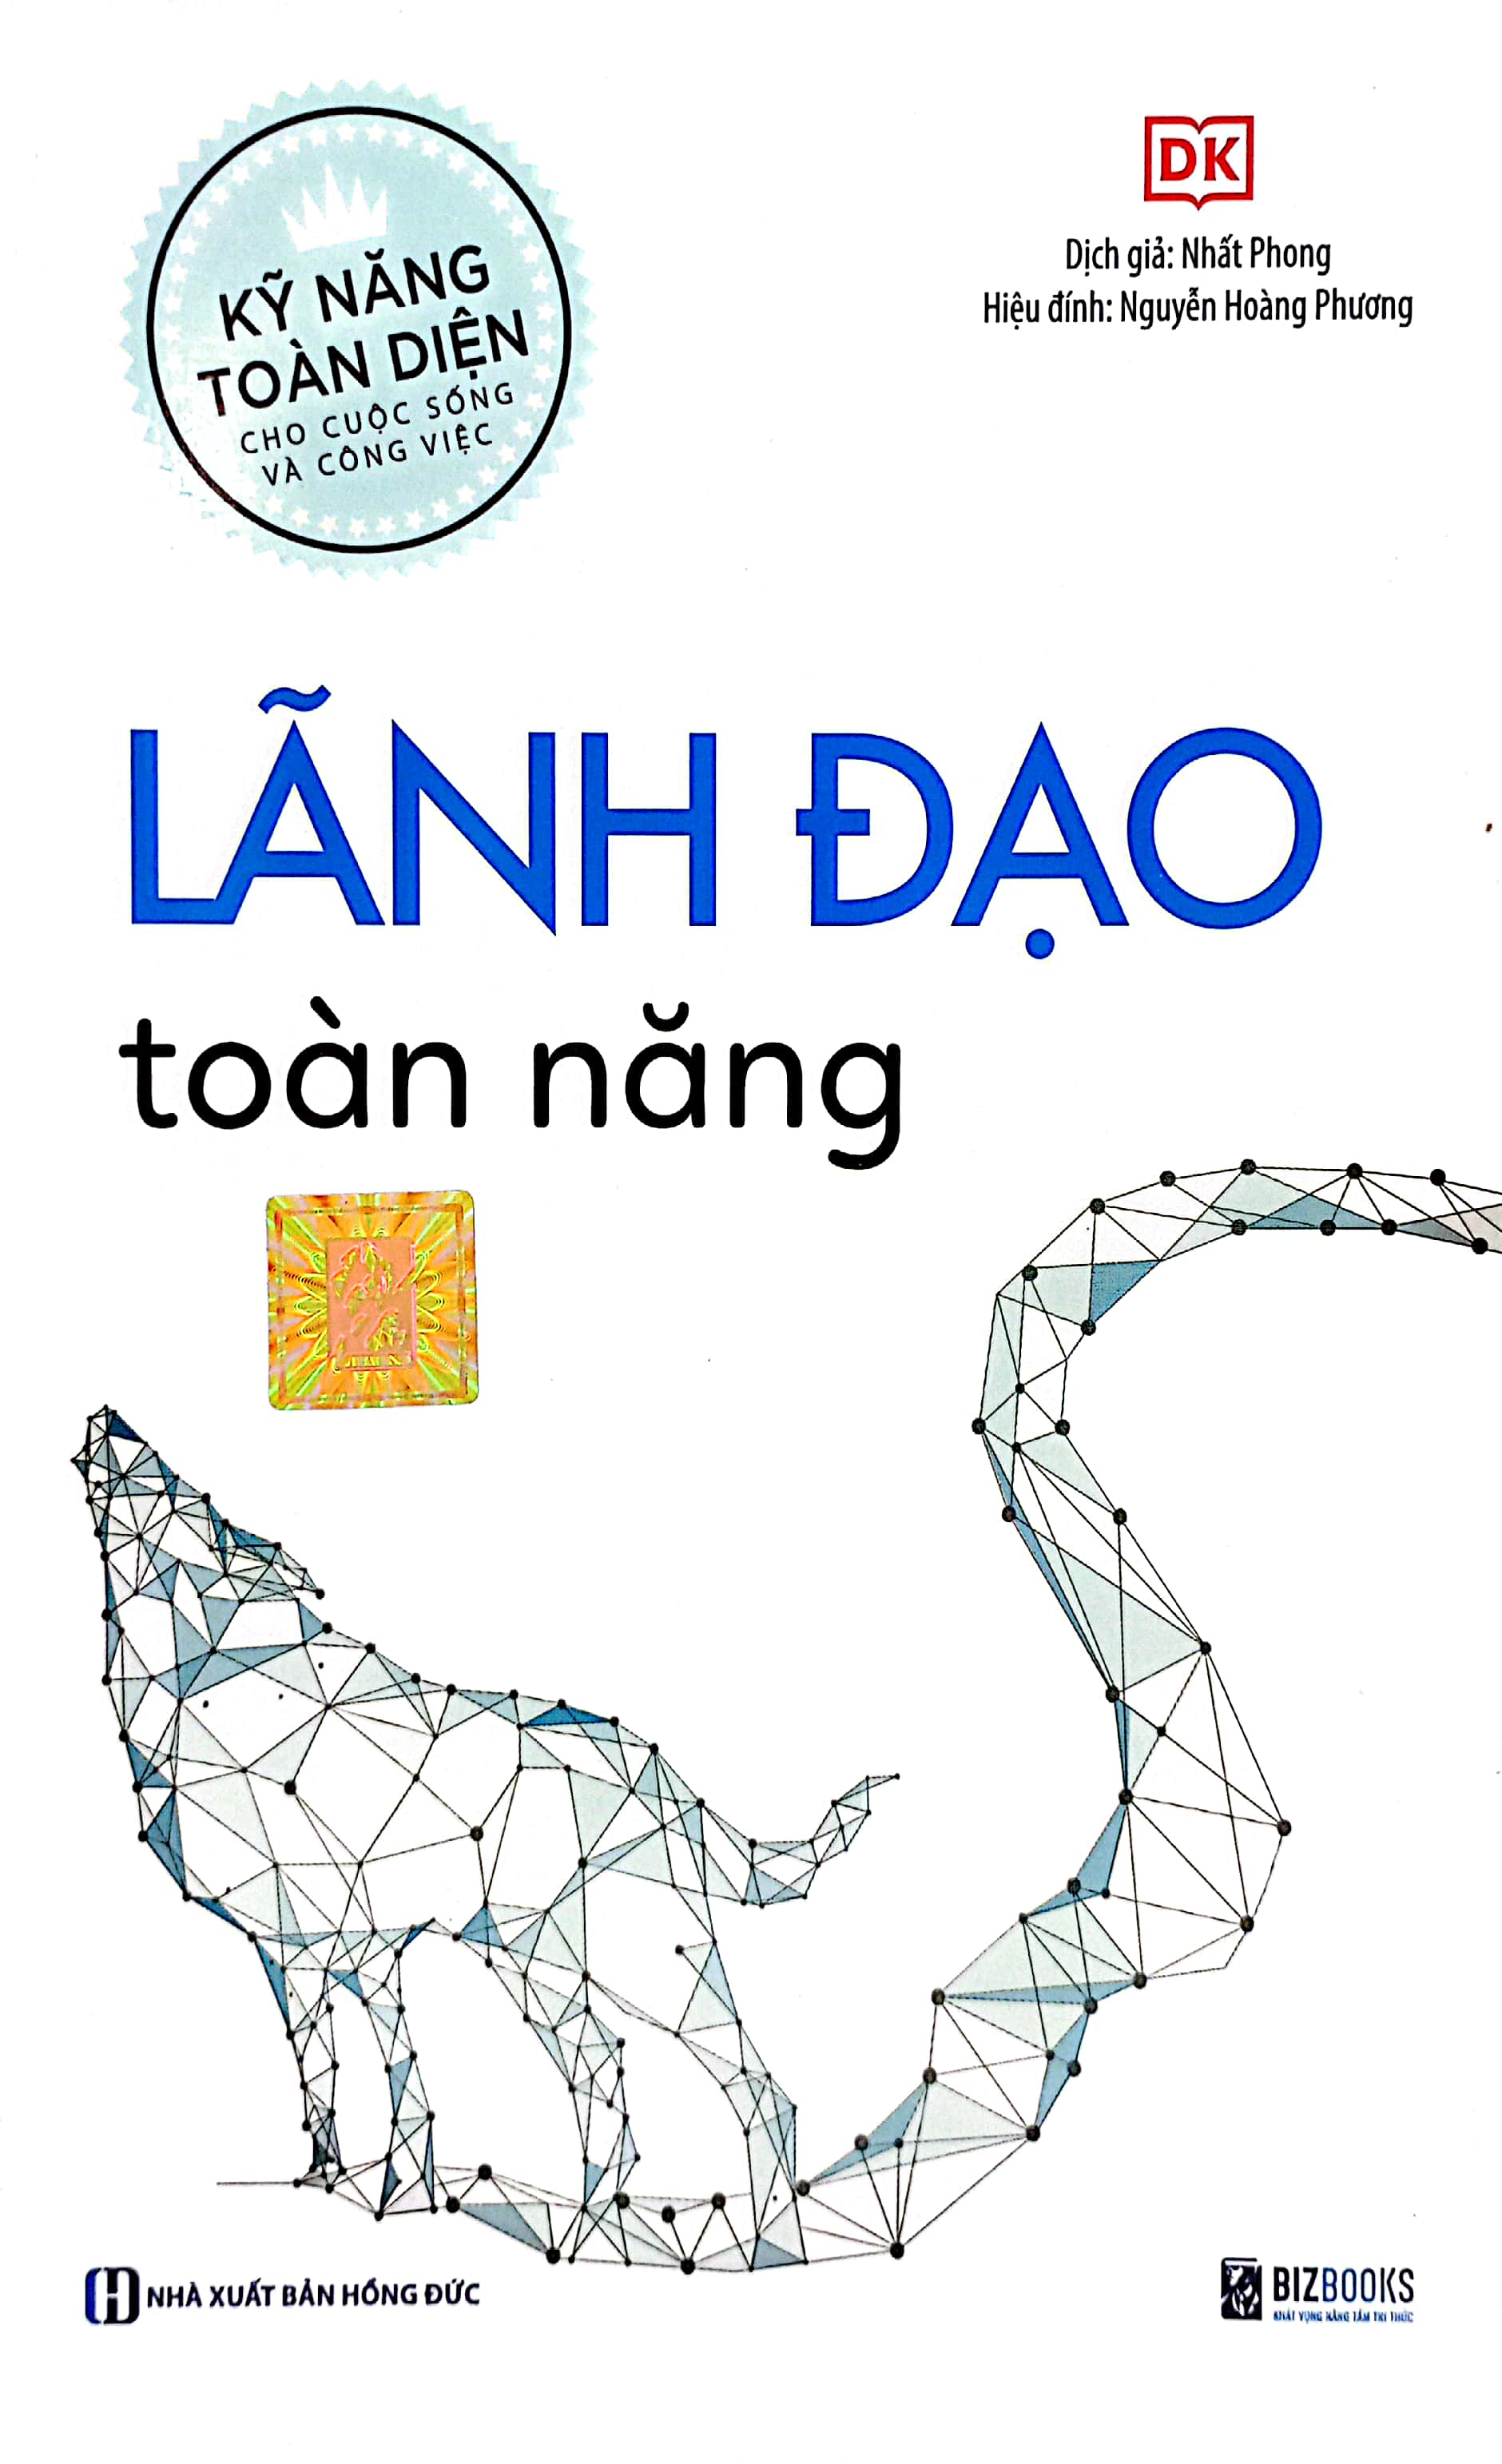 KỸ NĂNG
TOÀN DIỆN
CHO CUỘC SỐNG
VÀ CÔNG VIỆC
DK
Dịch giả: Nhất Phong
Hiệu đính: Nguyễn Hoàng Phương
LÃNH ĐẠO
toàn năng
NHÀ XUẤT BẢN HỒNG ĐỨC
BIZBOOKS
KHÁT VỌNG NÂNG TẦM TRI THỨC